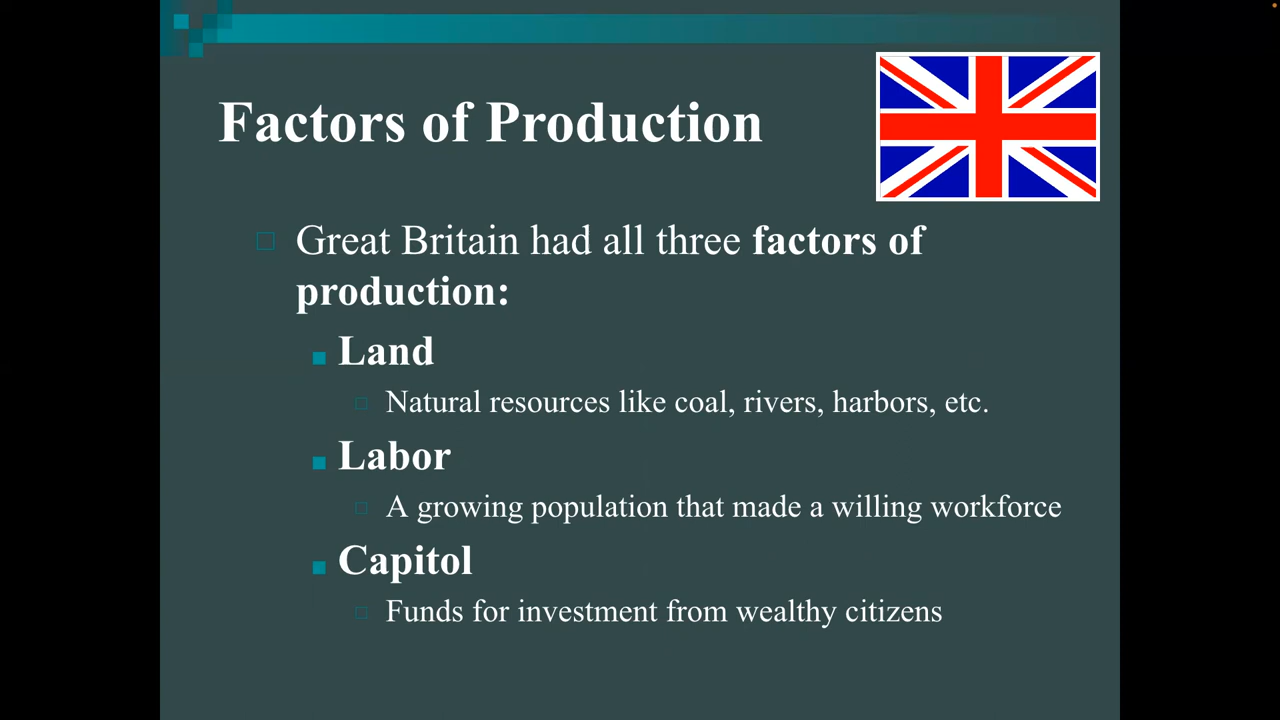 Factors of Production
Great Britain had all three factors of
production:
Land
Natural resources like coal, rivers, harbors, etc.
Labor
A growing population that made a willing workforce
Capitol
Funds for investment from wealthy citizens